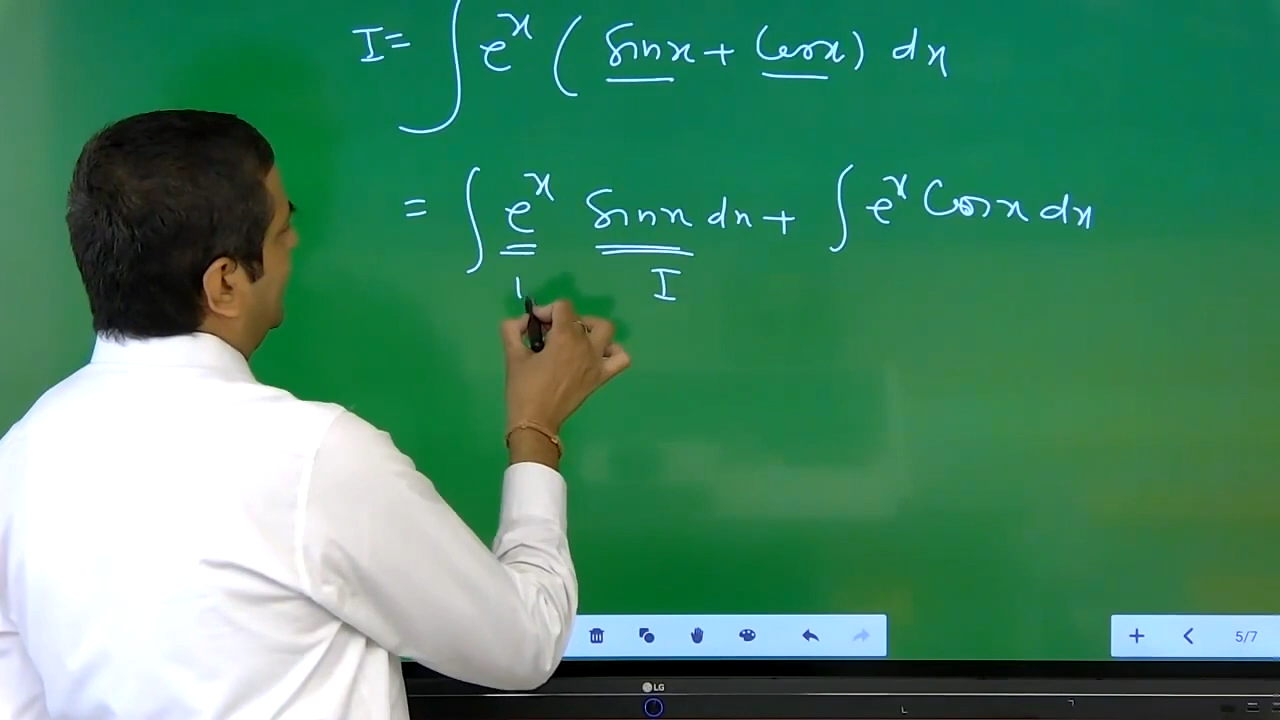 I = ∫ e^x ( sinx + cosx) dx
= ∫ e^x sinx dx + ∫ e^x cosx dx
I I
5/7
LG